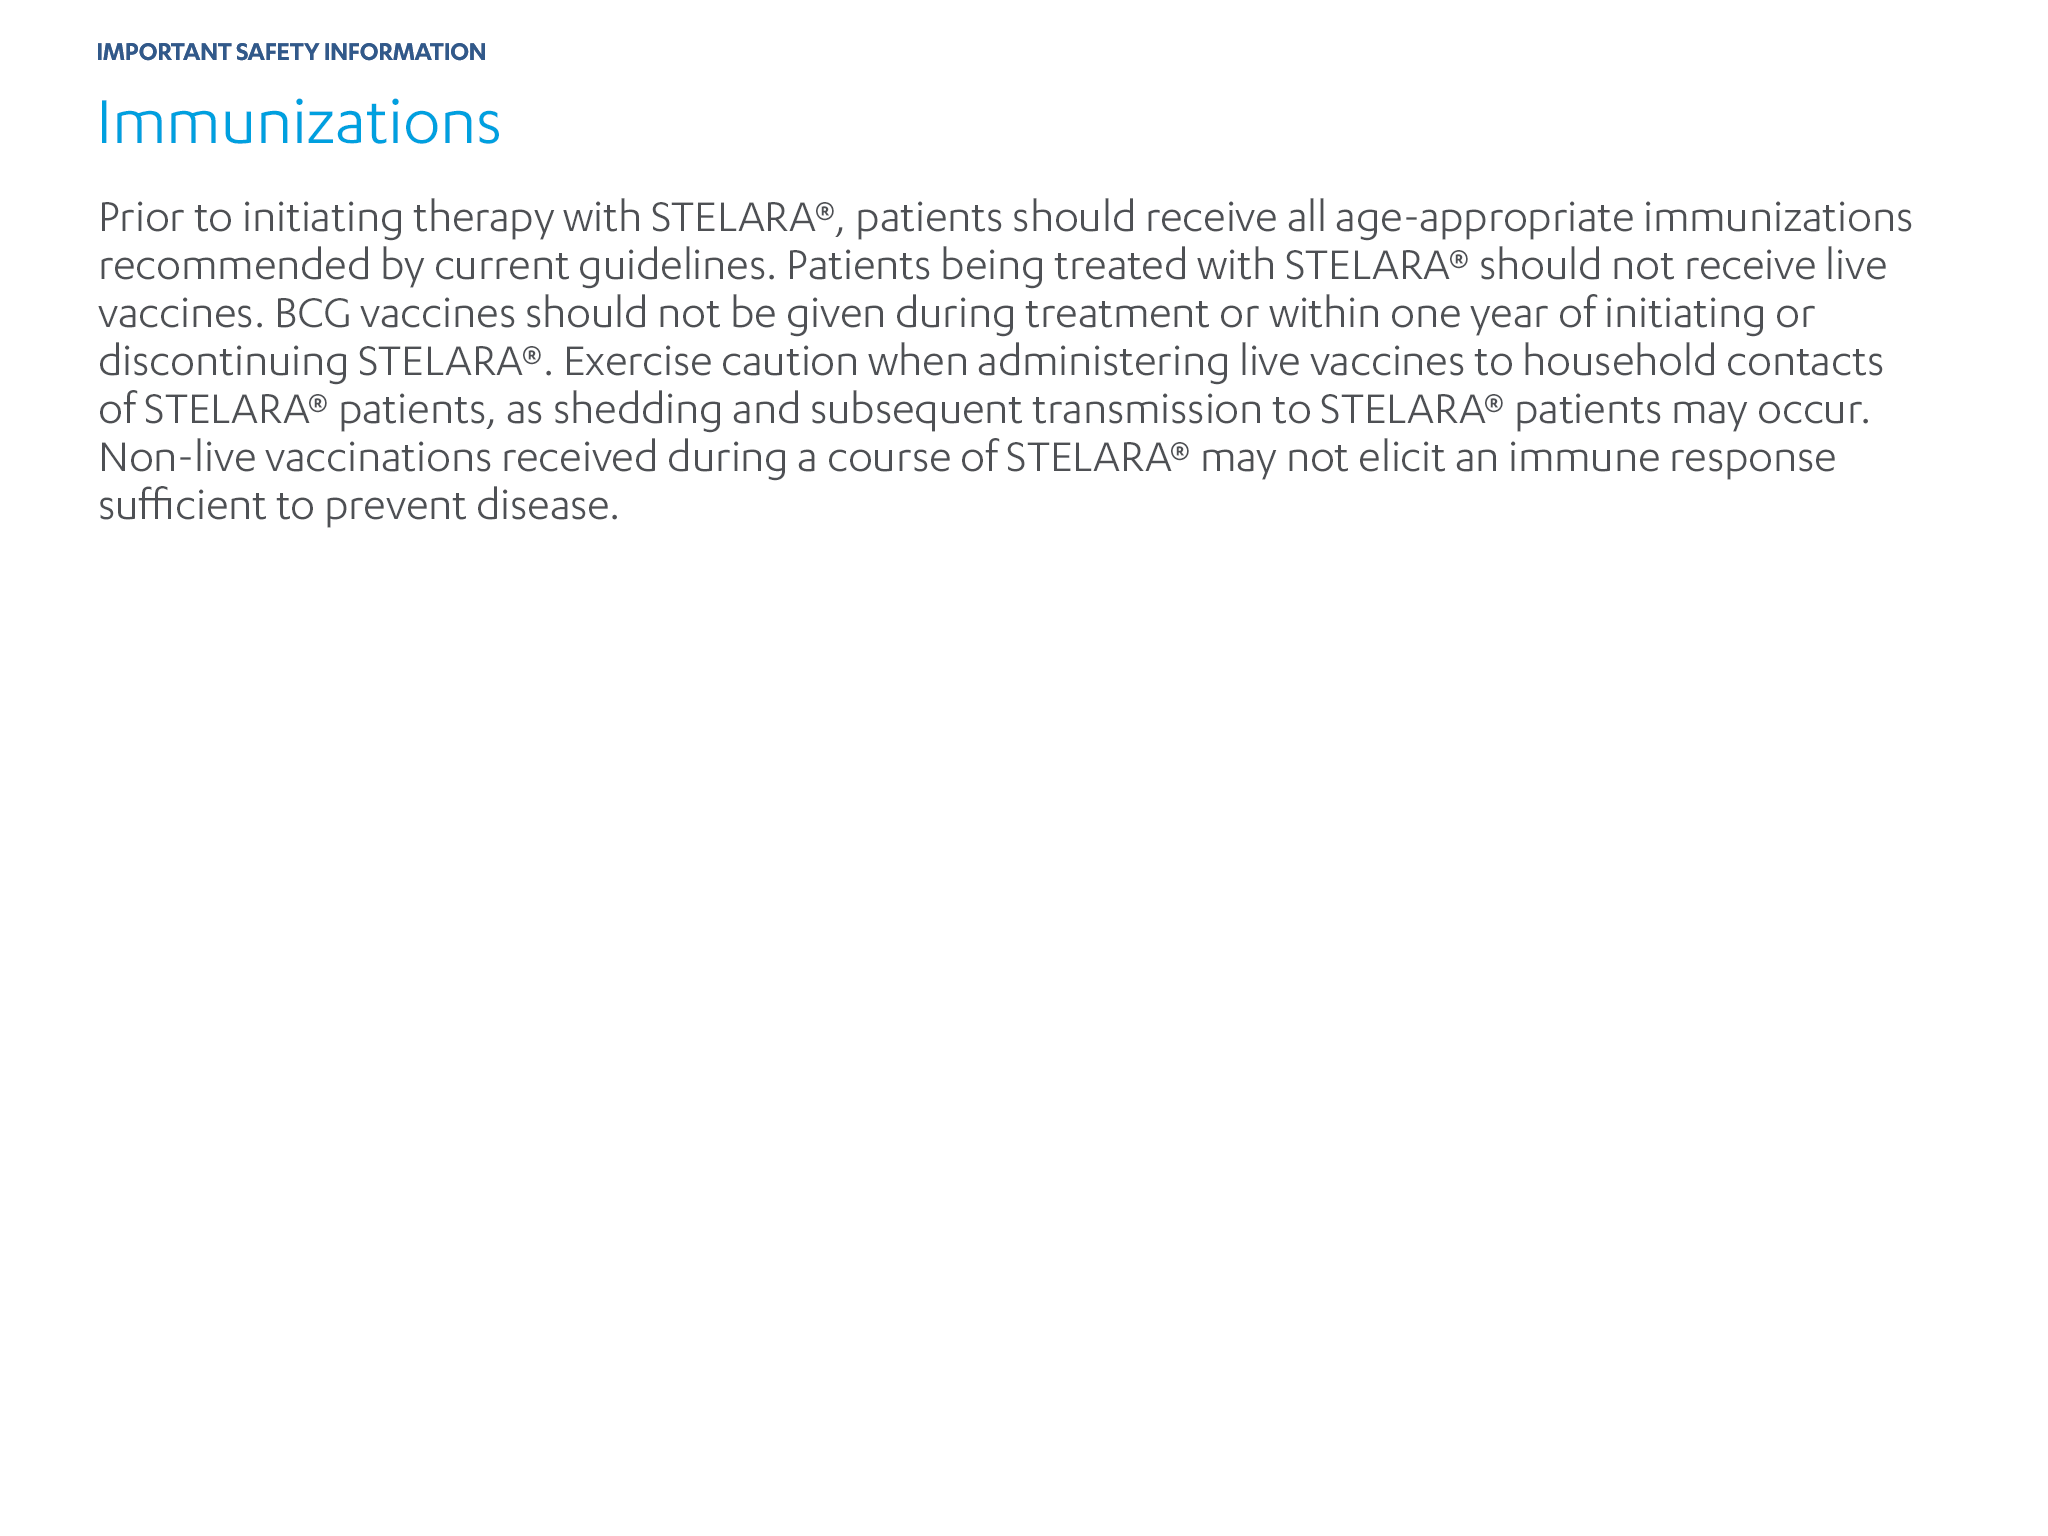 IMPORTANT SAFETY INFORMATION
Immunizations
Prior to initiating therapy with STELARA®, patients should receive all age-appropriate immunizations
recommended by current guidelines. Patients being treated with STELARA® should not receive live
vaccines. BCG vaccines should not be given during treatment or within one year of initiating or
discontinuing STELARA®. Exercise caution when administering live vaccines to household contacts
of STELARA® patients, as shedding and subsequent transmission to STELARA® patients may occur.
Non-live vaccinations received during a course of STELARA® may not elicit an immune response
sufficient to prevent disease.